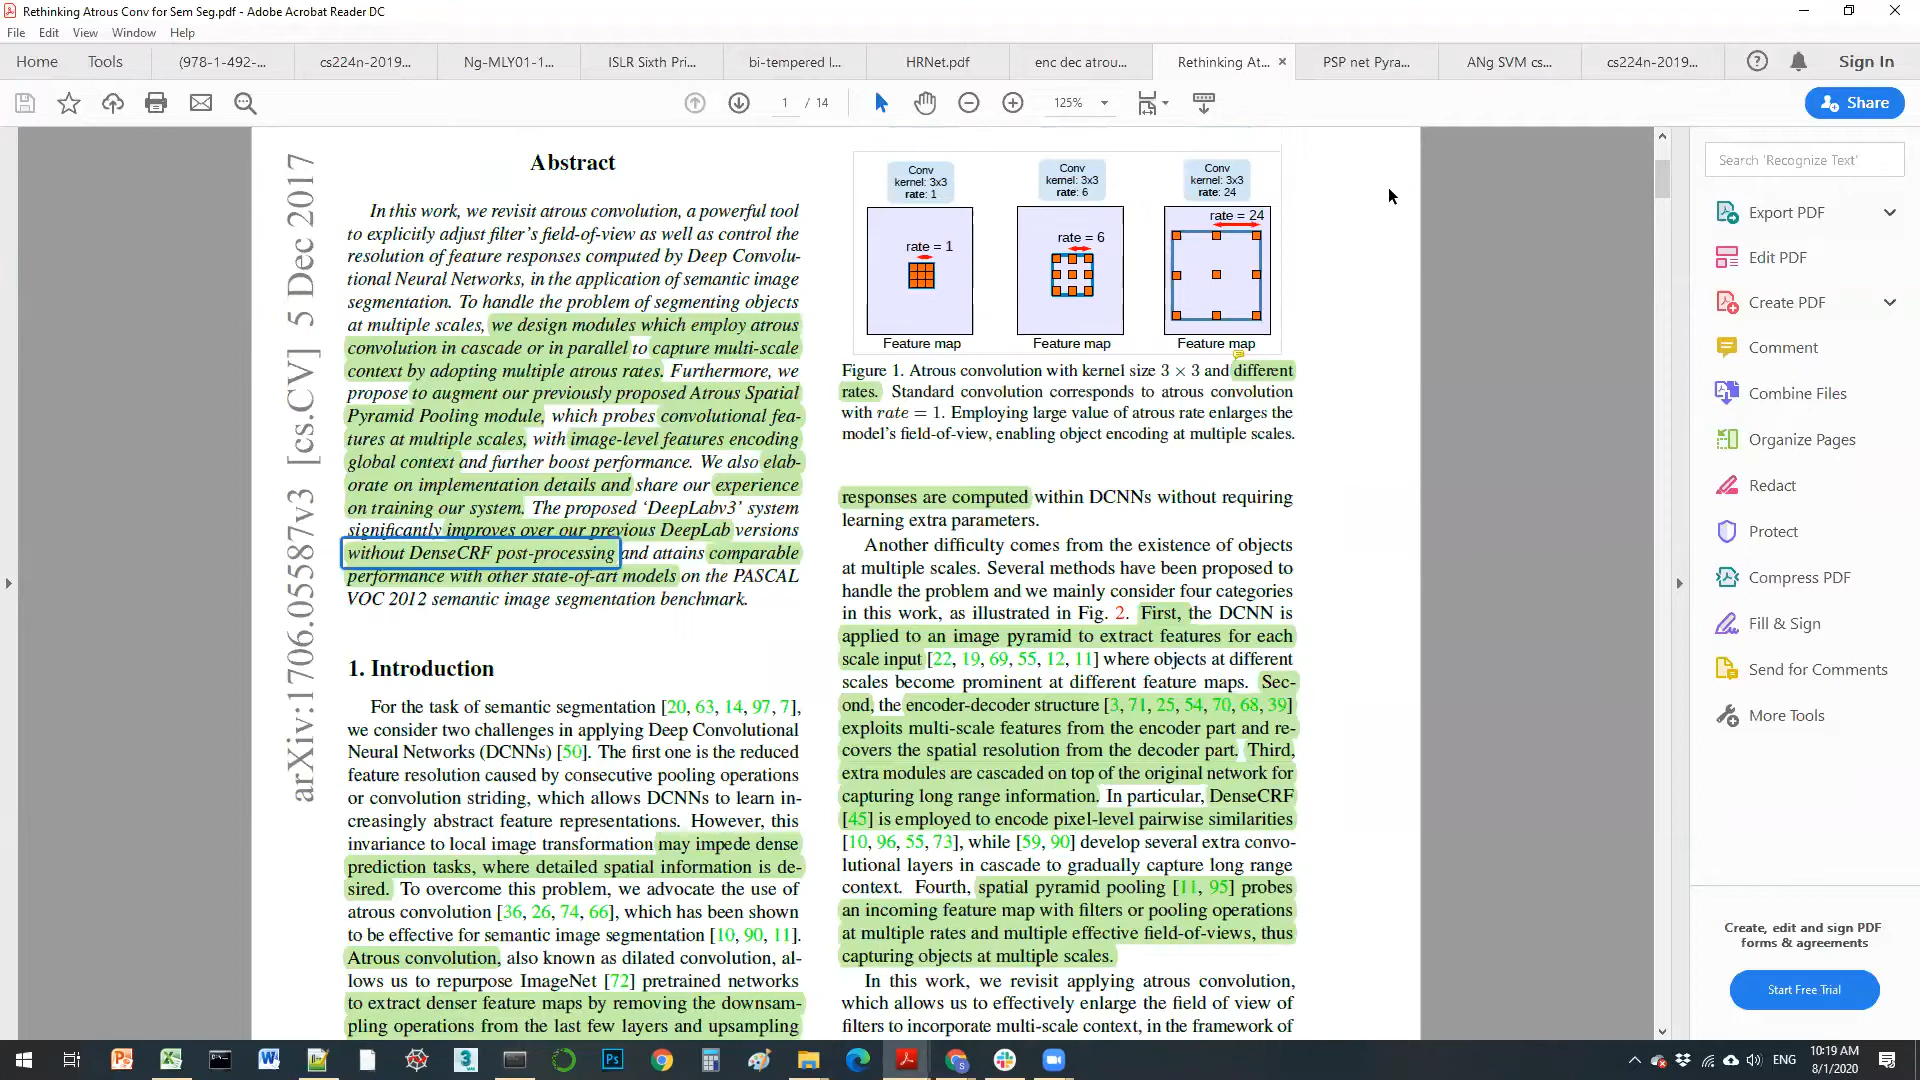 Rethinking Atrous Conv for Sem Seg.pdf - Adobe Acrobat Reader DC
File Edit View Window Help
Home Tools (978-1-492-... cs224n-2019... Ng-MLY01-1... ISLR Sixth Pri... bi-tempered l... HRNet.pdf enc dec atrou... Rethinking At... × PSP net Pyra... ANg SVM cs... cs224n-2019... Sign In
1 / 14 125% Share
arXiv:1706.05587v3 [cs.CV] 5 Dec 2017
Abstract
In this work, we revisit atrous convolution, a powerful tool
to explicitly adjust filter's field-of-view as well as control the
resolution of feature responses computed by Deep Convolu-
tional Neural Networks, in the application of semantic image
segmentation. To handle the problem of segmenting objects
at multiple scales, we design modules which employ atrous
convolution in cascade or in parallel to capture multi-scale
context by adopting multiple atrous rates. Furthermore, we
propose to augment our previously proposed Atrous Spatial
Pyramid Pooling module, which probes convolutional fea-
tures at multiple scales, with image-level features encoding
global context and further boost performance. We also elab-
orate on implementation details and share our experience
on training our system. The proposed 'DeepLabv3' system
significantly improves over our previous DeepLab versions
without DenseCRF post-processing and attains comparable
performance with other state-of-art models on the PASCAL
VOC 2012 semantic image segmentation benchmark.
1. Introduction
For the task of semantic segmentation [20, 63, 14, 97, 7],
we consider two challenges in applying Deep Convolutional
Neural Networks (DCNNs) [50]. The first one is the reduced
feature resolution caused by consecutive pooling operations
or convolution striding, which allows DCNNs to learn in-
creasingly abstract feature representations. However, this
invariance to local image transformation may impede dense
prediction tasks, where detailed spatial information is de-
sired. To overcome this problem, we advocate the use of
atrous convolution [36, 26, 74, 66], which has been shown
to be effective for semantic image segmentation [10, 90, 11].
Atrous convolution, also known as dilated convolution, al-
lows us to repurpose ImageNet [72] pretrained networks
to extract denser feature maps by removing the downsam-
pling operations from the last few layers and upsampling
Conv
kernel: 3x3
rate: 1
Conv
kernel: 3x3
rate: 6
Conv
kernel: 3x3
rate: 24
rate = 1
rate = 6
rate = 24
Feature map Feature map Feature map
Figure 1. Atrous convolution with kernel size 3 × 3 and different
rates. Standard convolution corresponds to atrous convolution
with rate = 1. Employing large value of atrous rate enlarges the
model's field-of-view, enabling object encoding at multiple scales.
responses are computed within DCNNs without requiring
learning extra parameters.
Another difficulty comes from the existence of objects
at multiple scales. Several methods have been proposed to
handle the problem and we mainly consider four categories
in this work, as illustrated in Fig. 2. First, the DCNN is
applied to an image pyramid to extract features for each
scale input [22, 19, 69, 55, 12, 11] where objects at different
scales become prominent at different feature maps. Sec-
ond, the encoder-decoder structure [3, 71, 25, 54, 70, 68, 39]
exploits multi-scale features from the encoder part and re-
covers the spatial resolution from the decoder part. Third,
extra modules are cascaded on top of the original network for
capturing long range information. In particular, DenseCRF
[45] is employed to encode pixel-level pairwise similarities
[10, 96, 55, 73], while [59, 90] develop several extra convo-
lutional layers in cascade to gradually capture long range
context. Fourth, spatial pyramid pooling [11, 95] probes
an incoming feature map with filters or pooling operations
at multiple rates and multiple effective field-of-views, thus
capturing objects at multiple scales.
In this work, we revisit applying atrous convolution,
which allows us to effectively enlarge the field of view of
filters to incorporate multi-scale context, in the framework of
Search 'Recognize Text'
Export PDF
Edit PDF
Create PDF
Comment
Combine Files
Organize Pages
Redact
Protect
Compress PDF
Fill & Sign
Send for Comments
More Tools
Create, edit and sign PDF
forms & agreements
Start Free Trial
ENG
10:19 AM
8/1/2020